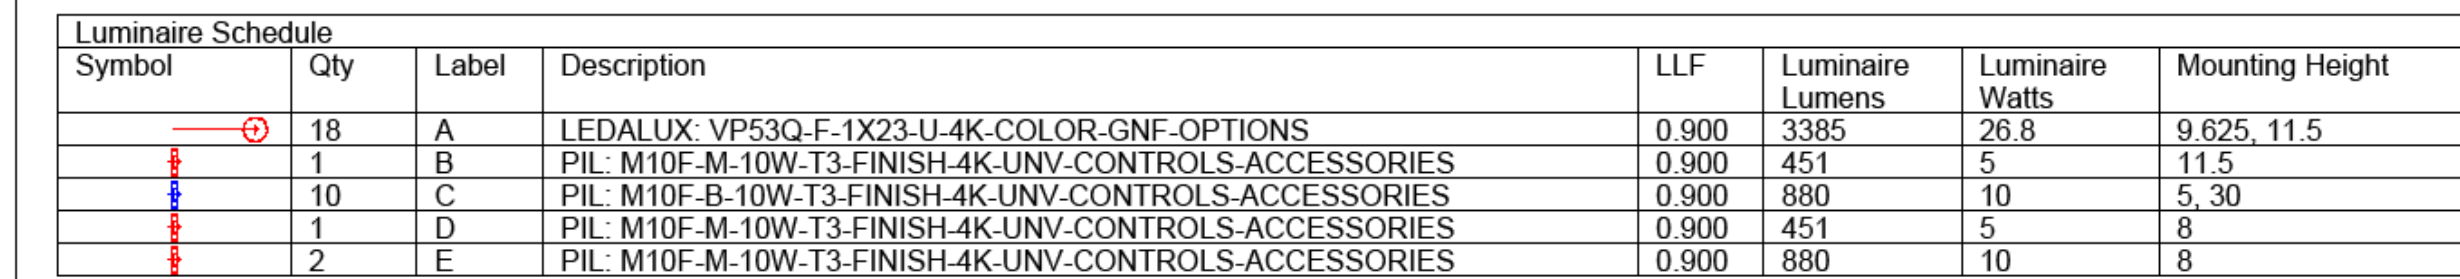 Luminaire Schedule
Symbol Qty Label Description LLF Luminaire Lumens Luminaire Watts Mounting Height
18 A LEDALUX: VP53Q-F-1X23-U-4K-COLOR-GNF-OPTIONS 0.900 3385 26.8 9.625, 11.5
1 B PIL: M10F-M-10W-T3-FINISH-4K-UNV-CONTROLS-ACCESSORIES 0.900 451 5 11.5
10 C PIL: M10F-B-10W-T3-FINISH-4K-UNV-CONTROLS-ACCESSORIES 0.900 880 10 5, 30
1 D PIL: M10F-M-10W-T3-FINISH-4K-UNV-CONTROLS-ACCESSORIES 0.900 451 5 8
2 E PIL: M10F-M-10W-T3-FINISH-4K-UNV-CONTROLS-ACCESSORIES 0.900 880 10 8